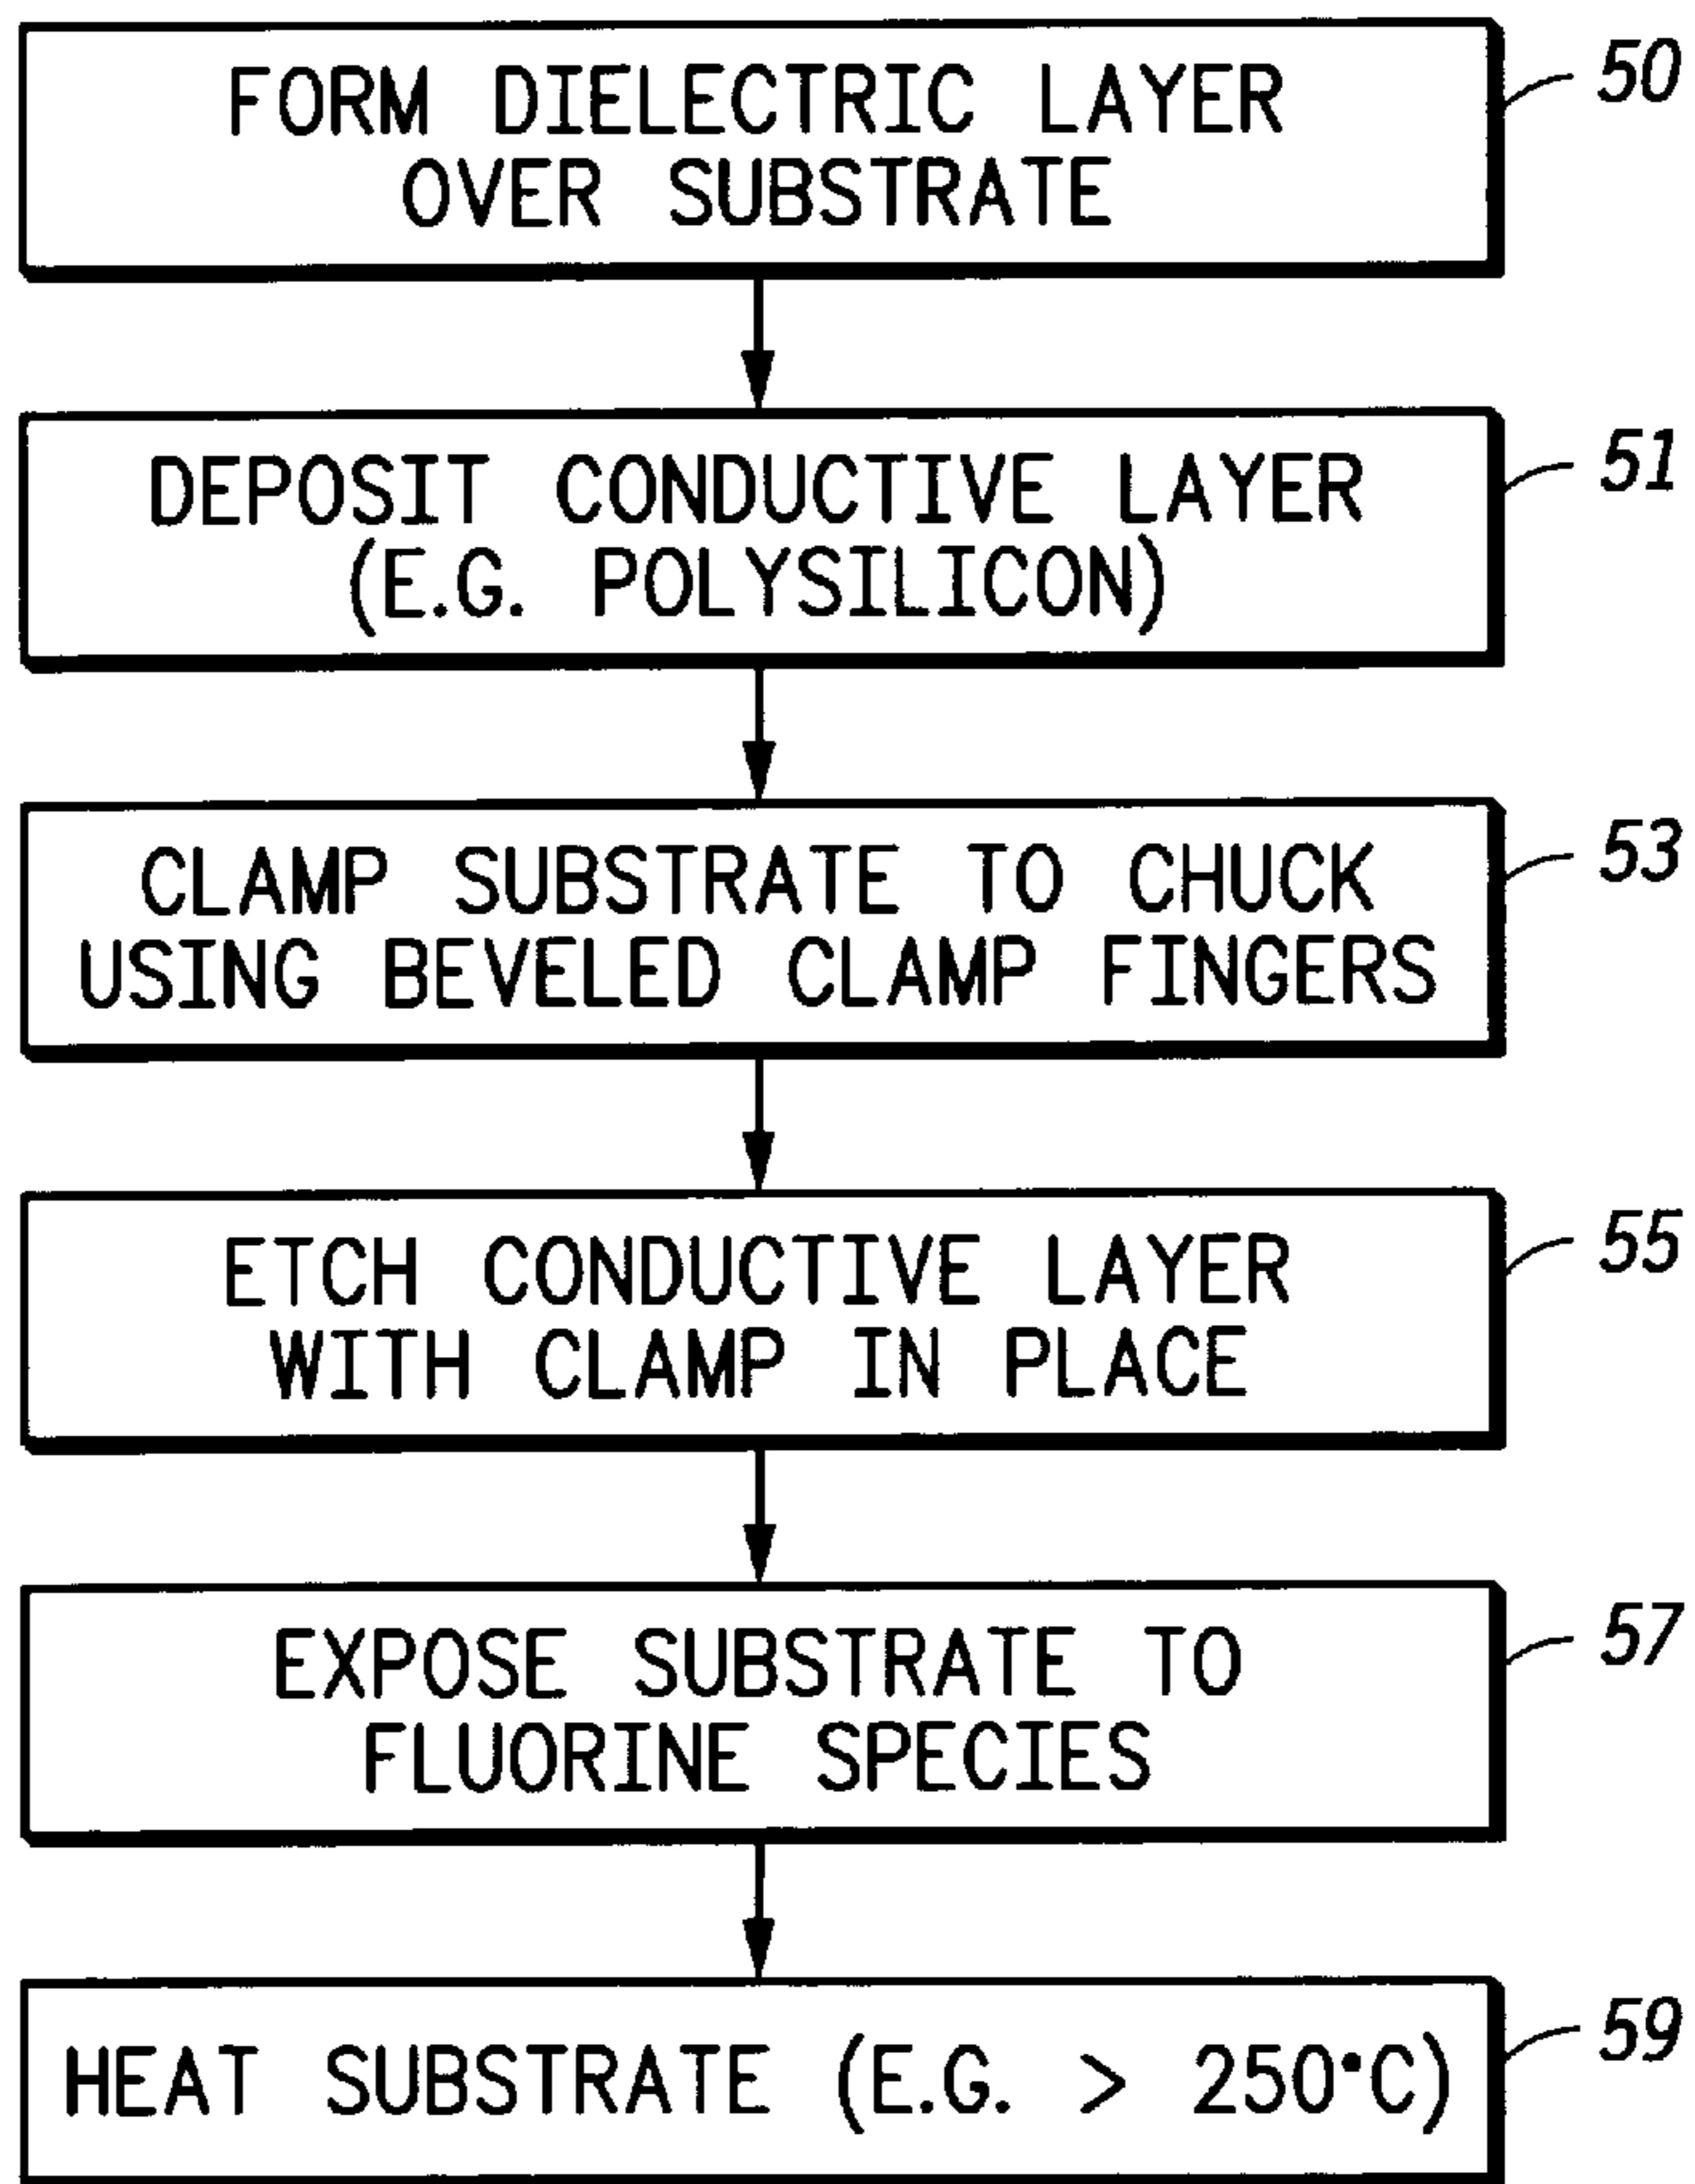 FORM DIELECTRIC LAYER
OVER SUBSTRATE
50
DEPOSIT CONDUCTIVE LAYER
(E.G. POLYSILICON)
51
CLAMP SUBSTRATE TO CHUCK
USING BEVELED CLAMP FINGERS
53
ETCH CONDUCTIVE LAYER
WITH CLAMP IN PLACE
55
EXPOSE SUBSTRATE TO
FLUORINE SPECIES
57
HEAT SUBSTRATE (E.G. > 250°C)
59